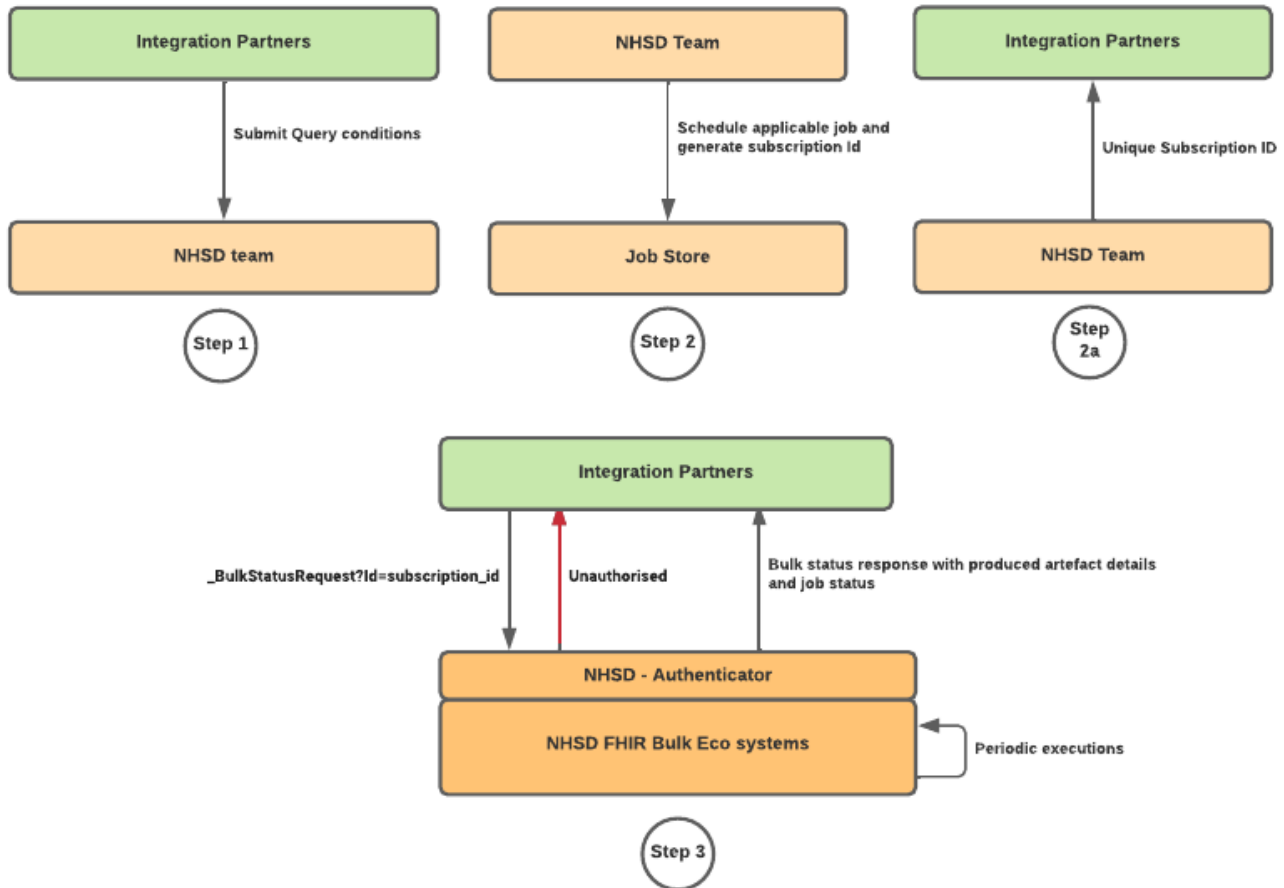 Integration Partners
Submit Query conditions
NHSD team
Step 1
NHSD Team
Schedule applicable job and
generate subscription Id
Job Store
Step 2
Integration Partners
Unique Subscription ID
NHSD Team
Step
2a
Integration Partners
_BulkStatusRequest?Id=subscription_id
Unauthorised
Bulk status response with produced artefact details
and job status
NHSD - Authenticator
NHSD FHIR Bulk Eco systems
Periodic executions
Step 3